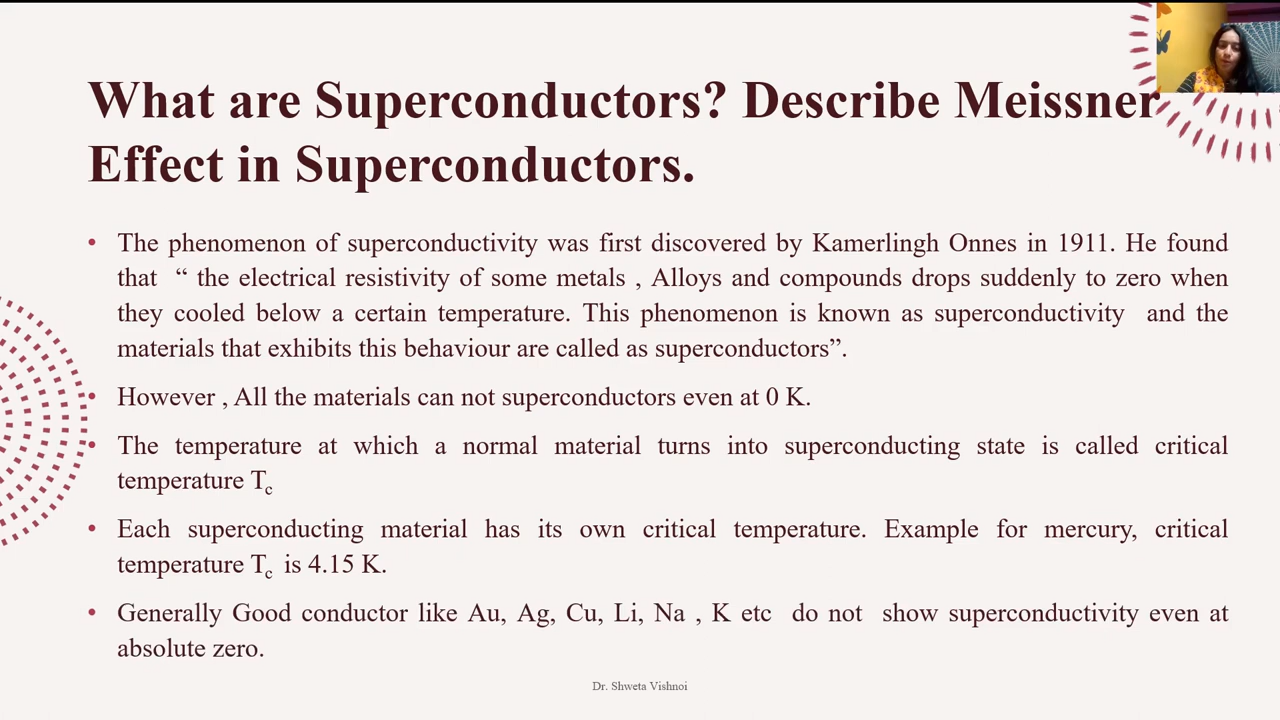 What are Superconductors? Describe Meissner
Effect in Superconductors.
• The phenomenon of superconductivity was first discovered by Kamerlingh Onnes in 1911. He found
that “ the electrical resistivity of some metals , Alloys and compounds drops suddenly to zero when
they cooled below a certain temperature. This phenomenon is known as superconductivity and the
materials that exhibits this behaviour are called as superconductors”.
• However , All the materials can not superconductors even at 0 K.
• The temperature at which a normal material turns into superconducting state is called critical
temperature Tc
• Each superconducting material has its own critical temperature. Example for mercury, critical
temperature Tc is 4.15 K.
• Generally Good conductor like Au, Ag, Cu, Li, Na , K etc do not show superconductivity even at
absolute zero.
Dr. Shweta Vishnoi